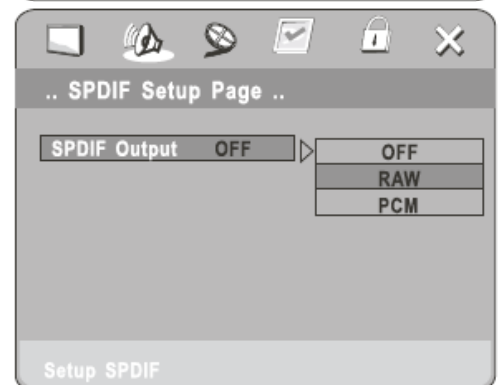 .. SPDIF Setup Page ..
SPDIF Output OFF
OFF
RAW
PCM
Setup SPDIF